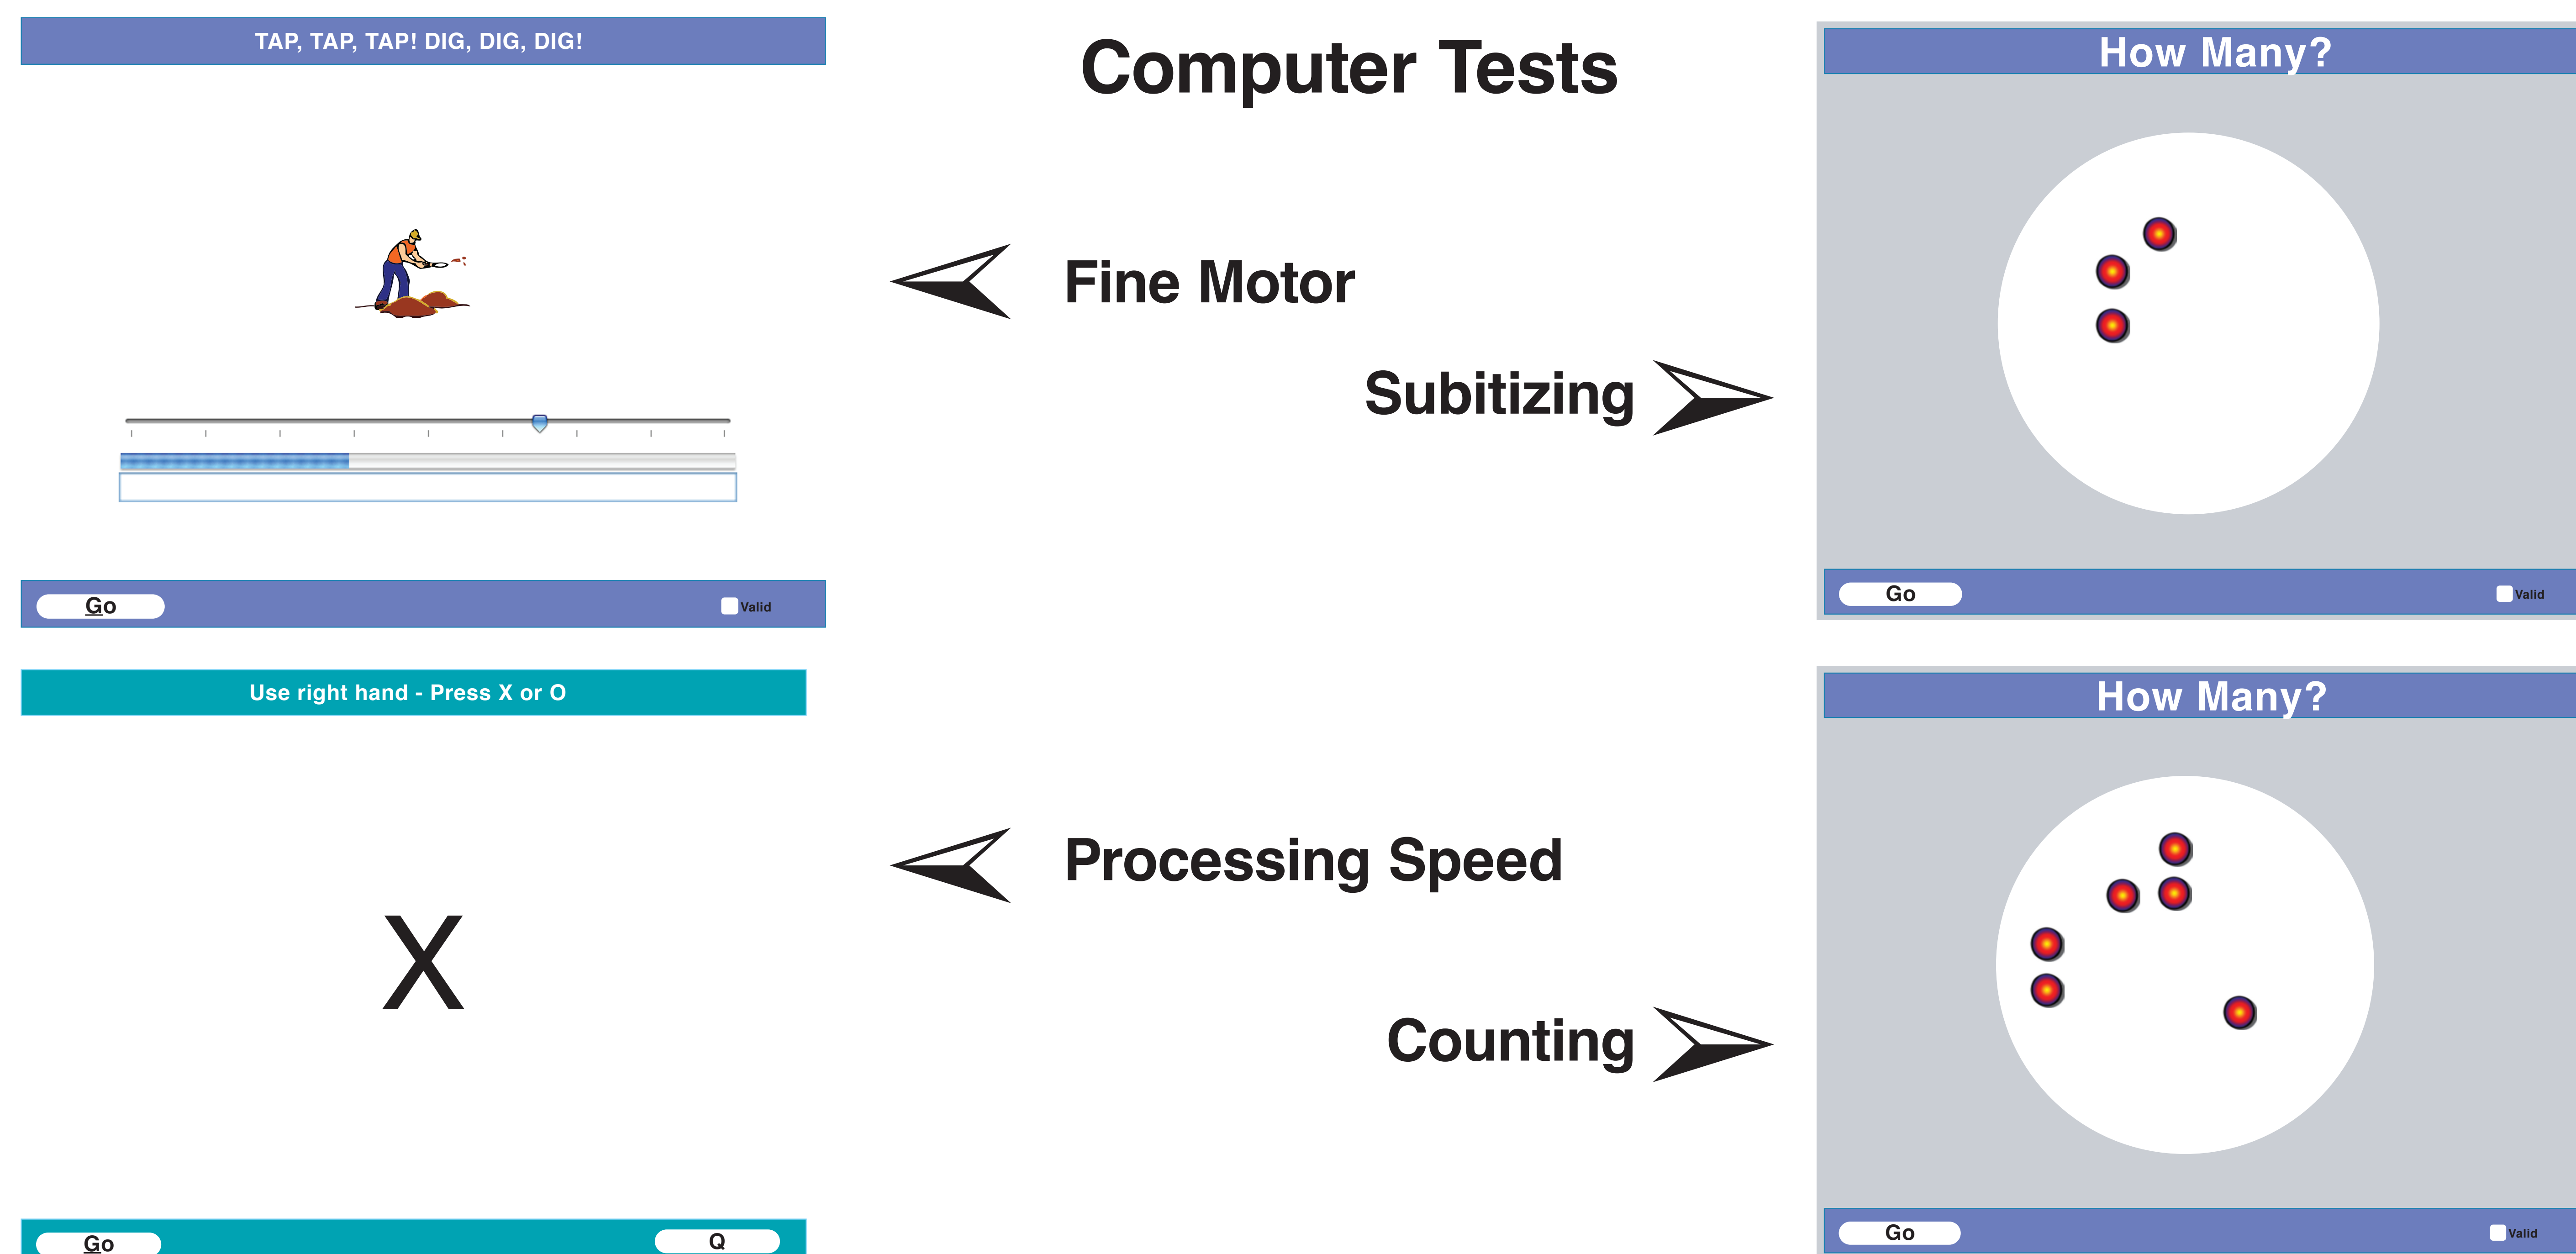 Computer Tests
TAP, TAP, TAP! DIG, DIG, DIG!
Go
Valid
Fine Motor
Subitizing
How Many?
Go
Valid
Use right hand - Press X or O
X
Go
Q
Processing Speed
Counting
How Many?
Go
Valid